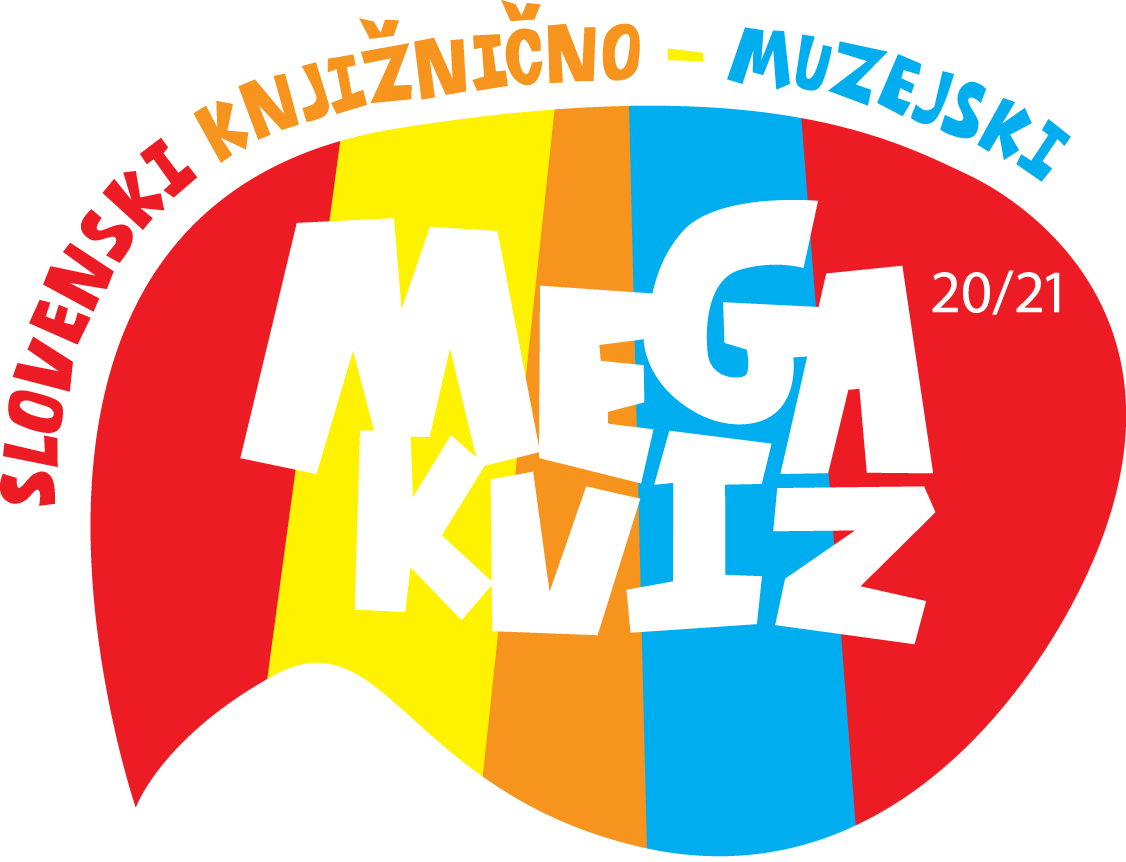 SLOVENSKI KNJIŽNIČNO - MUZEJSKI
MEGA
20/21
KVIZ